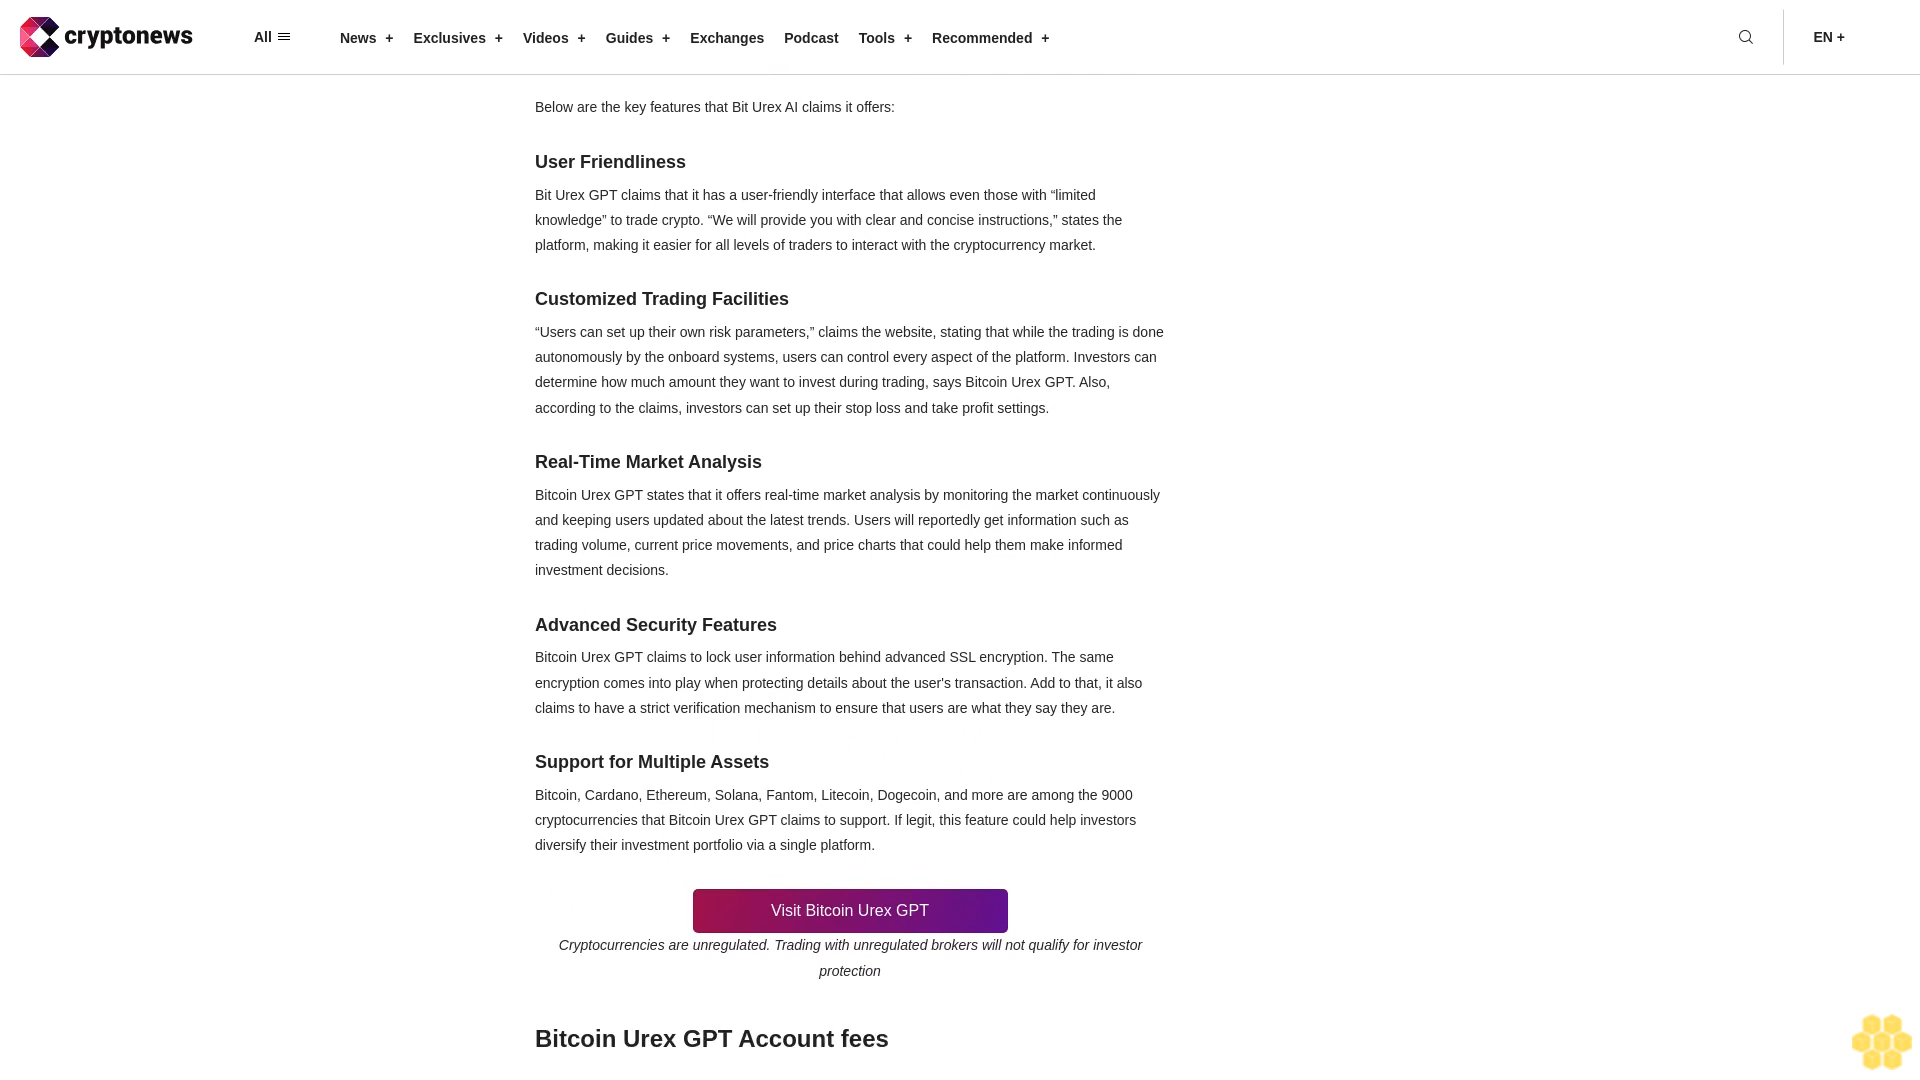 cryptonews
All
News +
Exclusives +
Videos +
Guides +
Exchanges
Podcast
Tools +
Recommended +
EN +
Below are the key features that Bit Urex AI claims it offers:
User Friendliness
Bit Urex GPT claims that it has a user-friendly interface that allows even those with “limited
knowledge” to trade crypto. “We will provide you with clear and concise instructions,” states the
platform, making it easier for all levels of traders to interact with the cryptocurrency market.
Customized Trading Facilities
“Users can set up their own risk parameters,” claims the website, stating that while the trading is done
autonomously by the onboard systems, users can control every aspect of the platform. Investors can
determine how much amount they want to invest during trading, says Bitcoin Urex GPT. Also,
according to the claims, investors can set up their stop loss and take profit settings.
Real-Time Market Analysis
Bitcoin Urex GPT states that it offers real-time market analysis by monitoring the market continuously
and keeping users updated about the latest trends. Users will reportedly get information such as
trading volume, current price movements, and price charts that could help them make informed
investment decisions.
Advanced Security Features
Bitcoin Urex GPT claims to lock user information behind advanced SSL encryption. The same
encryption comes into play when protecting details about the user's transaction. Add to that, it also
claims to have a strict verification mechanism to ensure that users are what they say they are.
Support for Multiple Assets
Bitcoin, Cardano, Ethereum, Solana, Fantom, Litecoin, Dogecoin, and more are among the 9000
cryptocurrencies that Bitcoin Urex GPT claims to support. If legit, this feature could help investors
diversify their investment portfolio via a single platform.
Visit Bitcoin Urex GPT
Cryptocurrencies are unregulated. Trading with unregulated brokers will not qualify for investor
protection
Bitcoin Urex GPT Account fees